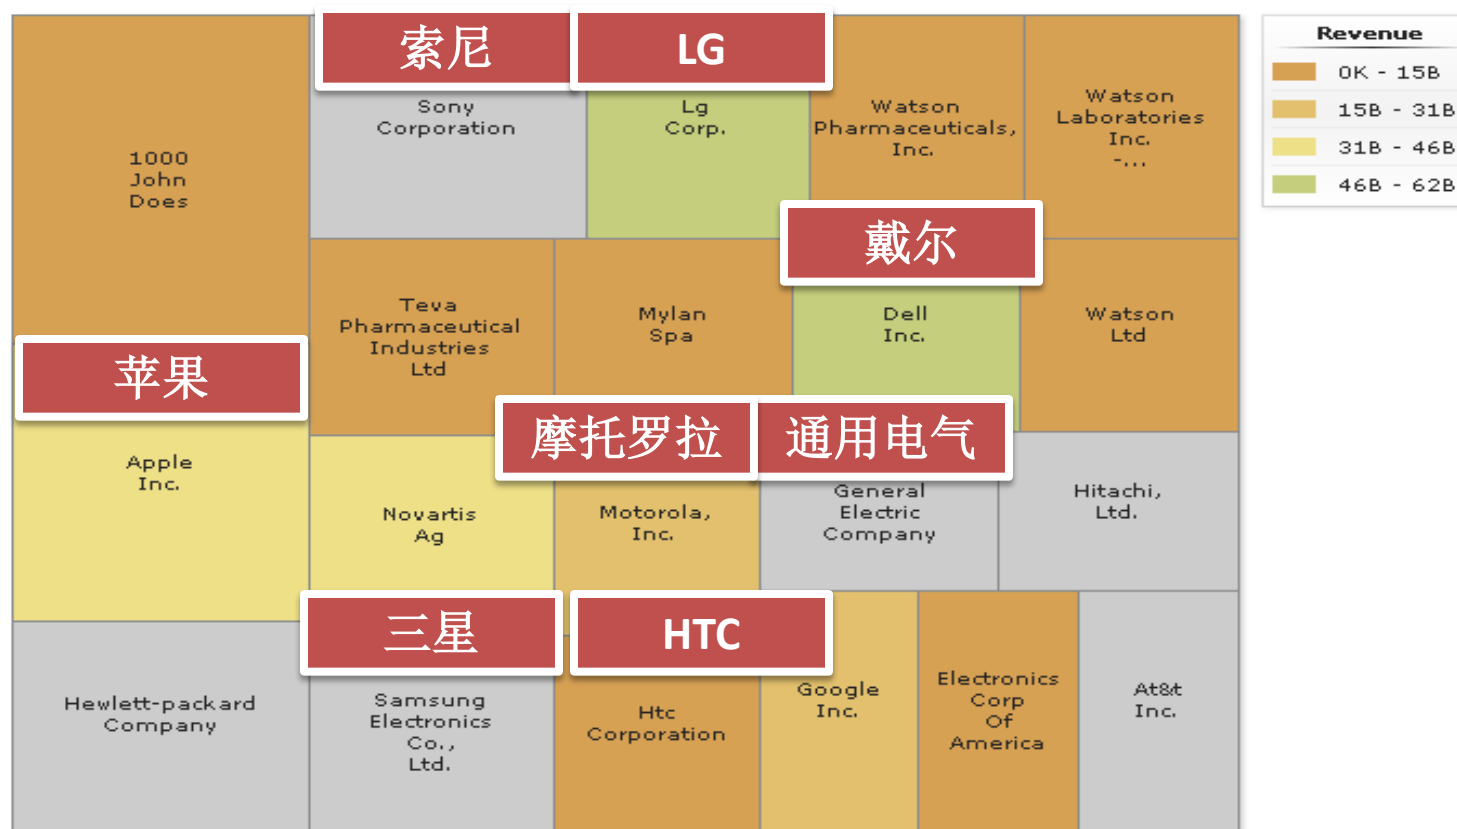 索尼
LG
Sony
Corporation
Lg
Corp.
Watson
Pharmaceuticals,
Inc.
Watson
Laboratories
Inc.
-...
1000
John
Does
戴尔
Teva
Pharmaceutical
Industries
Ltd
Mylan
Spa
Dell
Inc.
Watson
Ltd
苹果
Apple
Inc.
摩托罗拉
通用电气
Novartis
Ag
Motorola,
Inc.
General
Electric
Company
Hitachi,
Ltd.
三星
HTC
Hewlett-packard
Company
Samsung
Electronics
Co.,
Ltd.
Htc
Corporation
Google
Inc.
Electronics
Corp
Of
America
At&t
Inc.
Revenue
0K - 15B
15B - 31B
31B - 46B
46B - 62B